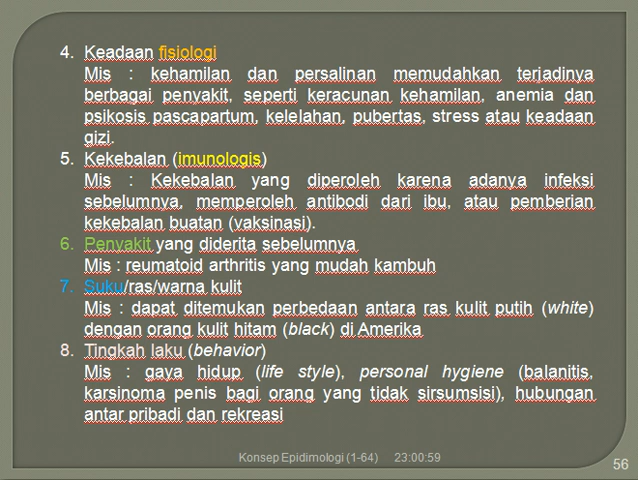 4. Keadaan fisiologi
Mis : kehamilan dan persalinan memudahkan terjadinya
berbagai penyakit, seperti keracunan kehamilan, anemia dan
psikosis pascapartum, kelelahan, pubertas, stress atau keadaan
gizi.
5. Kekebalan (imunologis)
Mis : Kekebalan yang diperoleh karena adanya infeksi
sebelumnya, memperoleh antibodi dari ibu, atau pemberian
kekebalan buatan (vaksinasi).
6. Penyakit yang diderita sebelumnya
Mis : reumatoid arthritis yang mudah kambuh
7. Suku/ras/warna kulit
Mis : dapat ditemukan perbedaan antara ras kulit putih (white)
dengan orang kulit hitam (black) di Amerika
8. Tingkah laku (behavior)
Mis : gaya hidup (life style), personal hygiene (balanitis,
karsinoma penis bagi orang yang tidak sirsumsisi), hubungan
antar pribadi dan rekreasi
Konsep Epidimologi (1-64) 23:00:59
56